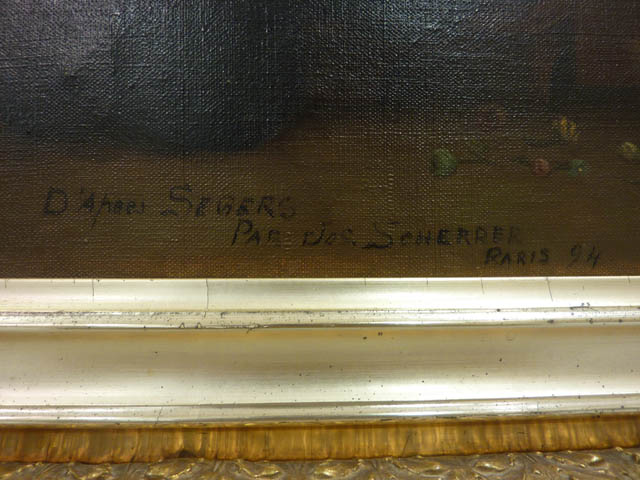 D'Après SEGERS
PAR Jos. SCHERRER
PARIS 94